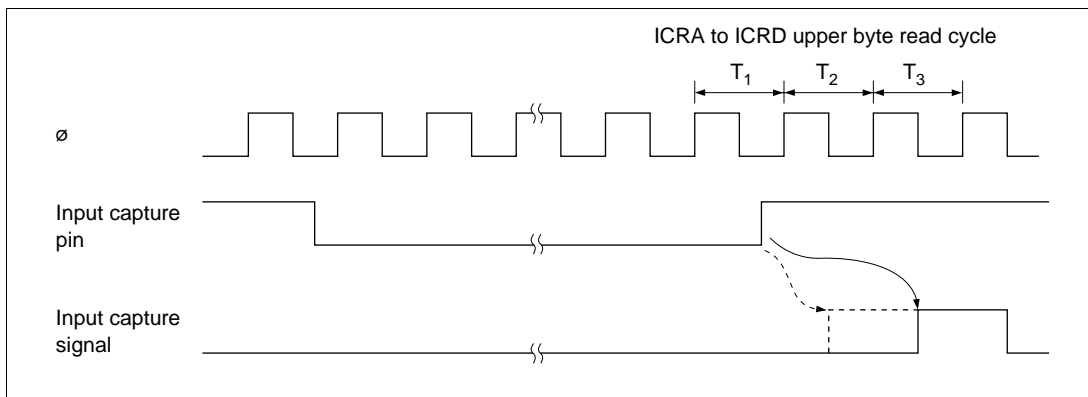 ICRA to ICRD upper byte read cycle
T1 T2 T3
ø
Input capture
pin
Input capture
signal